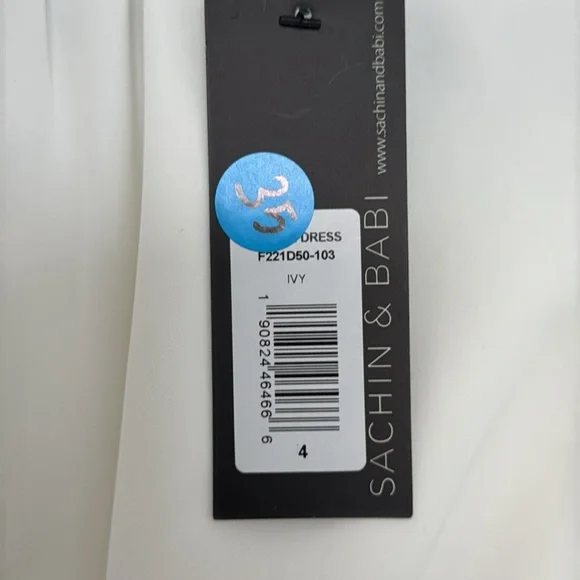 35
DRESS
F221D50-103
IVY
1 90824 46466 6
4
SACHIN & BABI
www.sachinandbabi.com